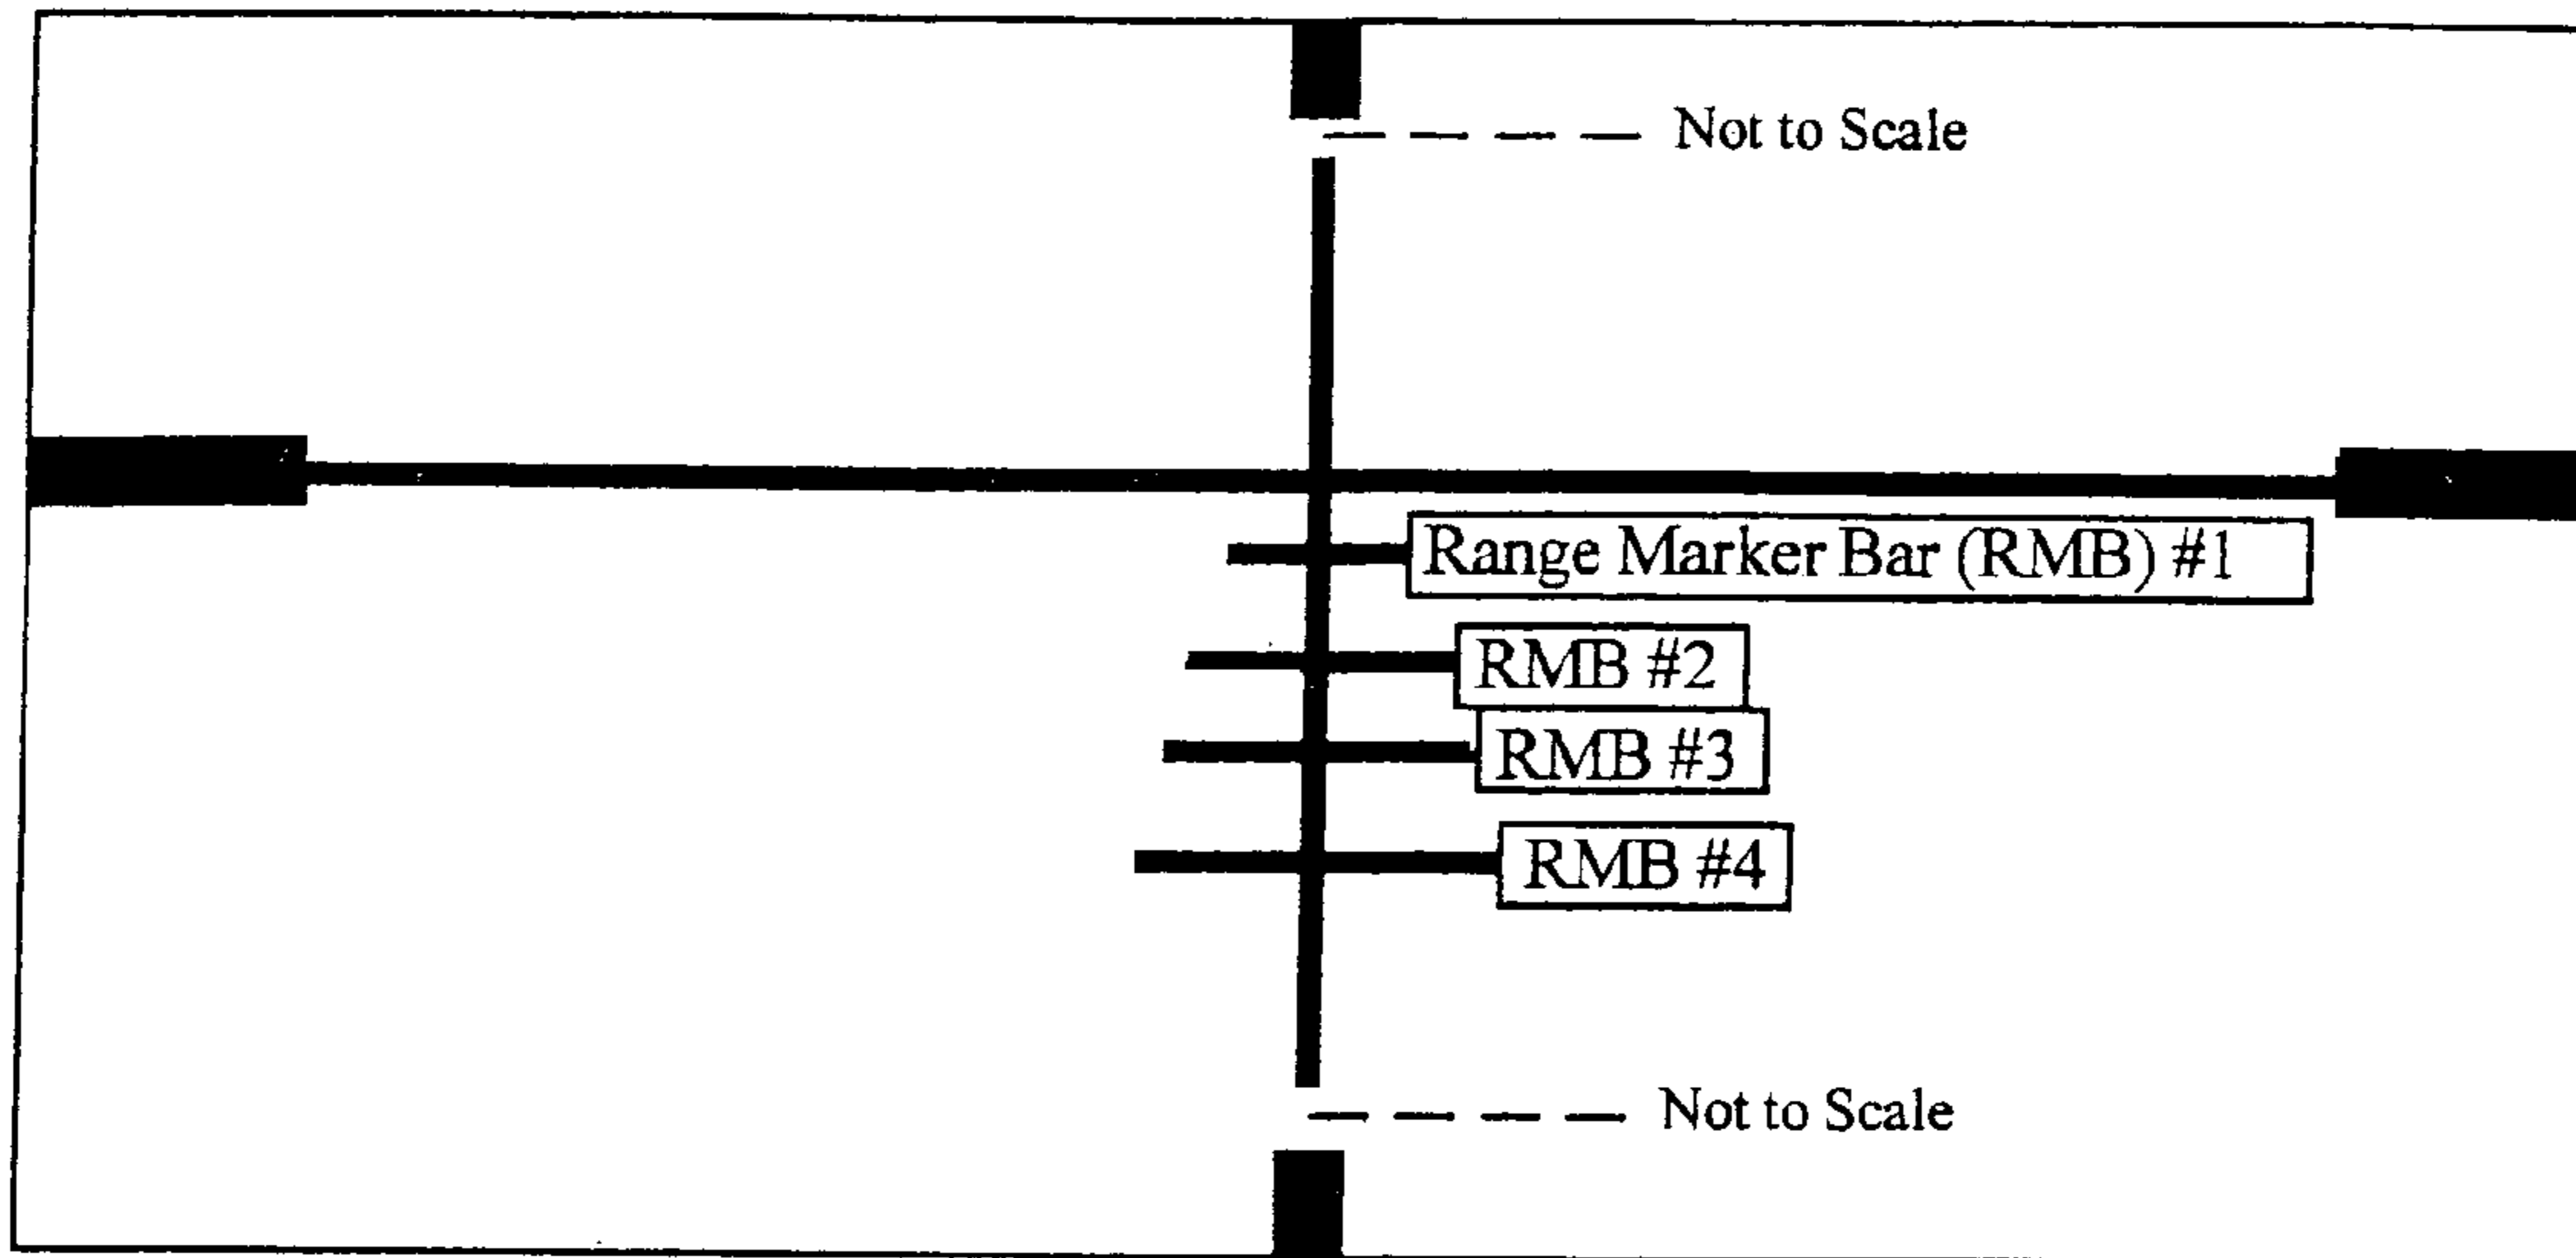 Not to Scale
Range Marker Bar (RMB) #1
RMB #2
RMB #3
RMB #4
Not to Scale